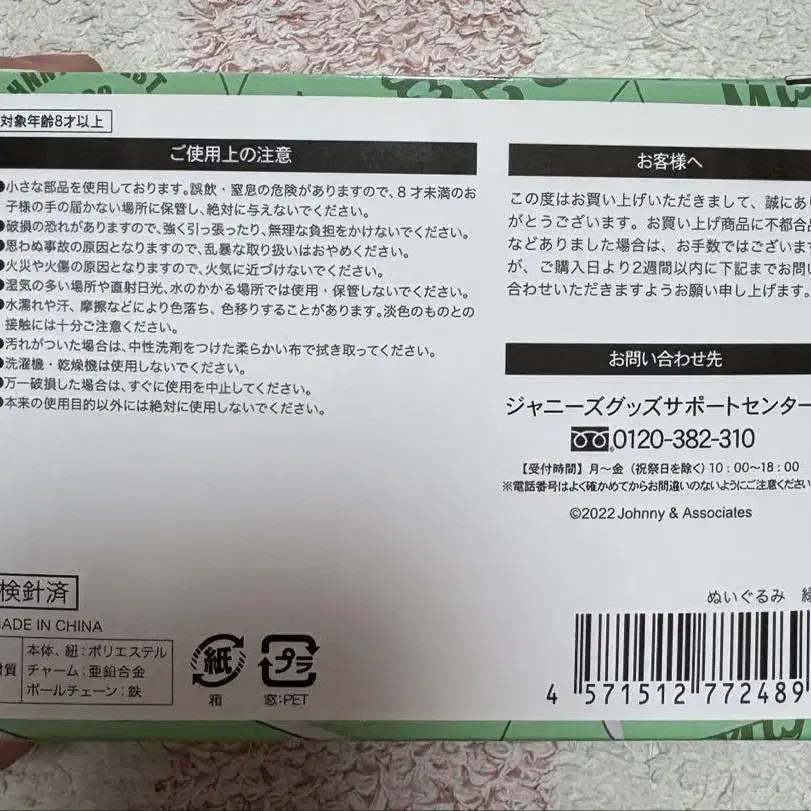 対象年齢8才以上
ご使用上の注意
●小さな部品を使用しております。誤飲・窒息の危険がありますので、8才未満のお
子様の手の届かない場所に保管し、絶対に与えないでください。
●破損の恐れがありますので、強く引っ張ったり、無理な負担をかけないでください。
●思わぬ事故の原因となりますので、乱暴な取り扱いはおやめください。
●火災や火傷の原因となりますので、火気に近づけないでください。
●湿気の多い場所や直射日光、水のかかる場所では使用・保管しないでください。
●水濡れや汗、摩擦などにより色落ち、色移りすることがあります。淡色のものとの
接触には十分ご注意ください。
●汚れがついた場合は、中性洗剤をつけた柔らかい布で拭き取ってください。
●洗濯機・乾燥機は使用しないでください。
●万一破損した場合は、すぐに使用を中止してください。
●本来の使用目的以外には絶対に使用しないでください。
お客様へ
この度はお買い上げいただきまして、誠にあり
がとうございます。お買い上げ商品に不都合
などありました場合は、お手数ではございます
が、ご購入日より2週間以内に下記までお問い
合わせいただきますようお願い申し上げます。
お問い合わせ先
ジャニーズグッズサポートセンター
0120-382-310
【受付時間】月〜金（祝祭日を除く）10:00〜18:00
※電話番号はよく確かめてからお間違いのないようにご注意ください
©2022 Johnny & Associates
検針済
MADE IN CHINA
材質
本体、紐:ポリエステル
チャーム:亜鉛合金
ボールチェーン:鉄
紙
箱
プラ
窓:PET
ぬいぐるみ 緑
4 571512 772489